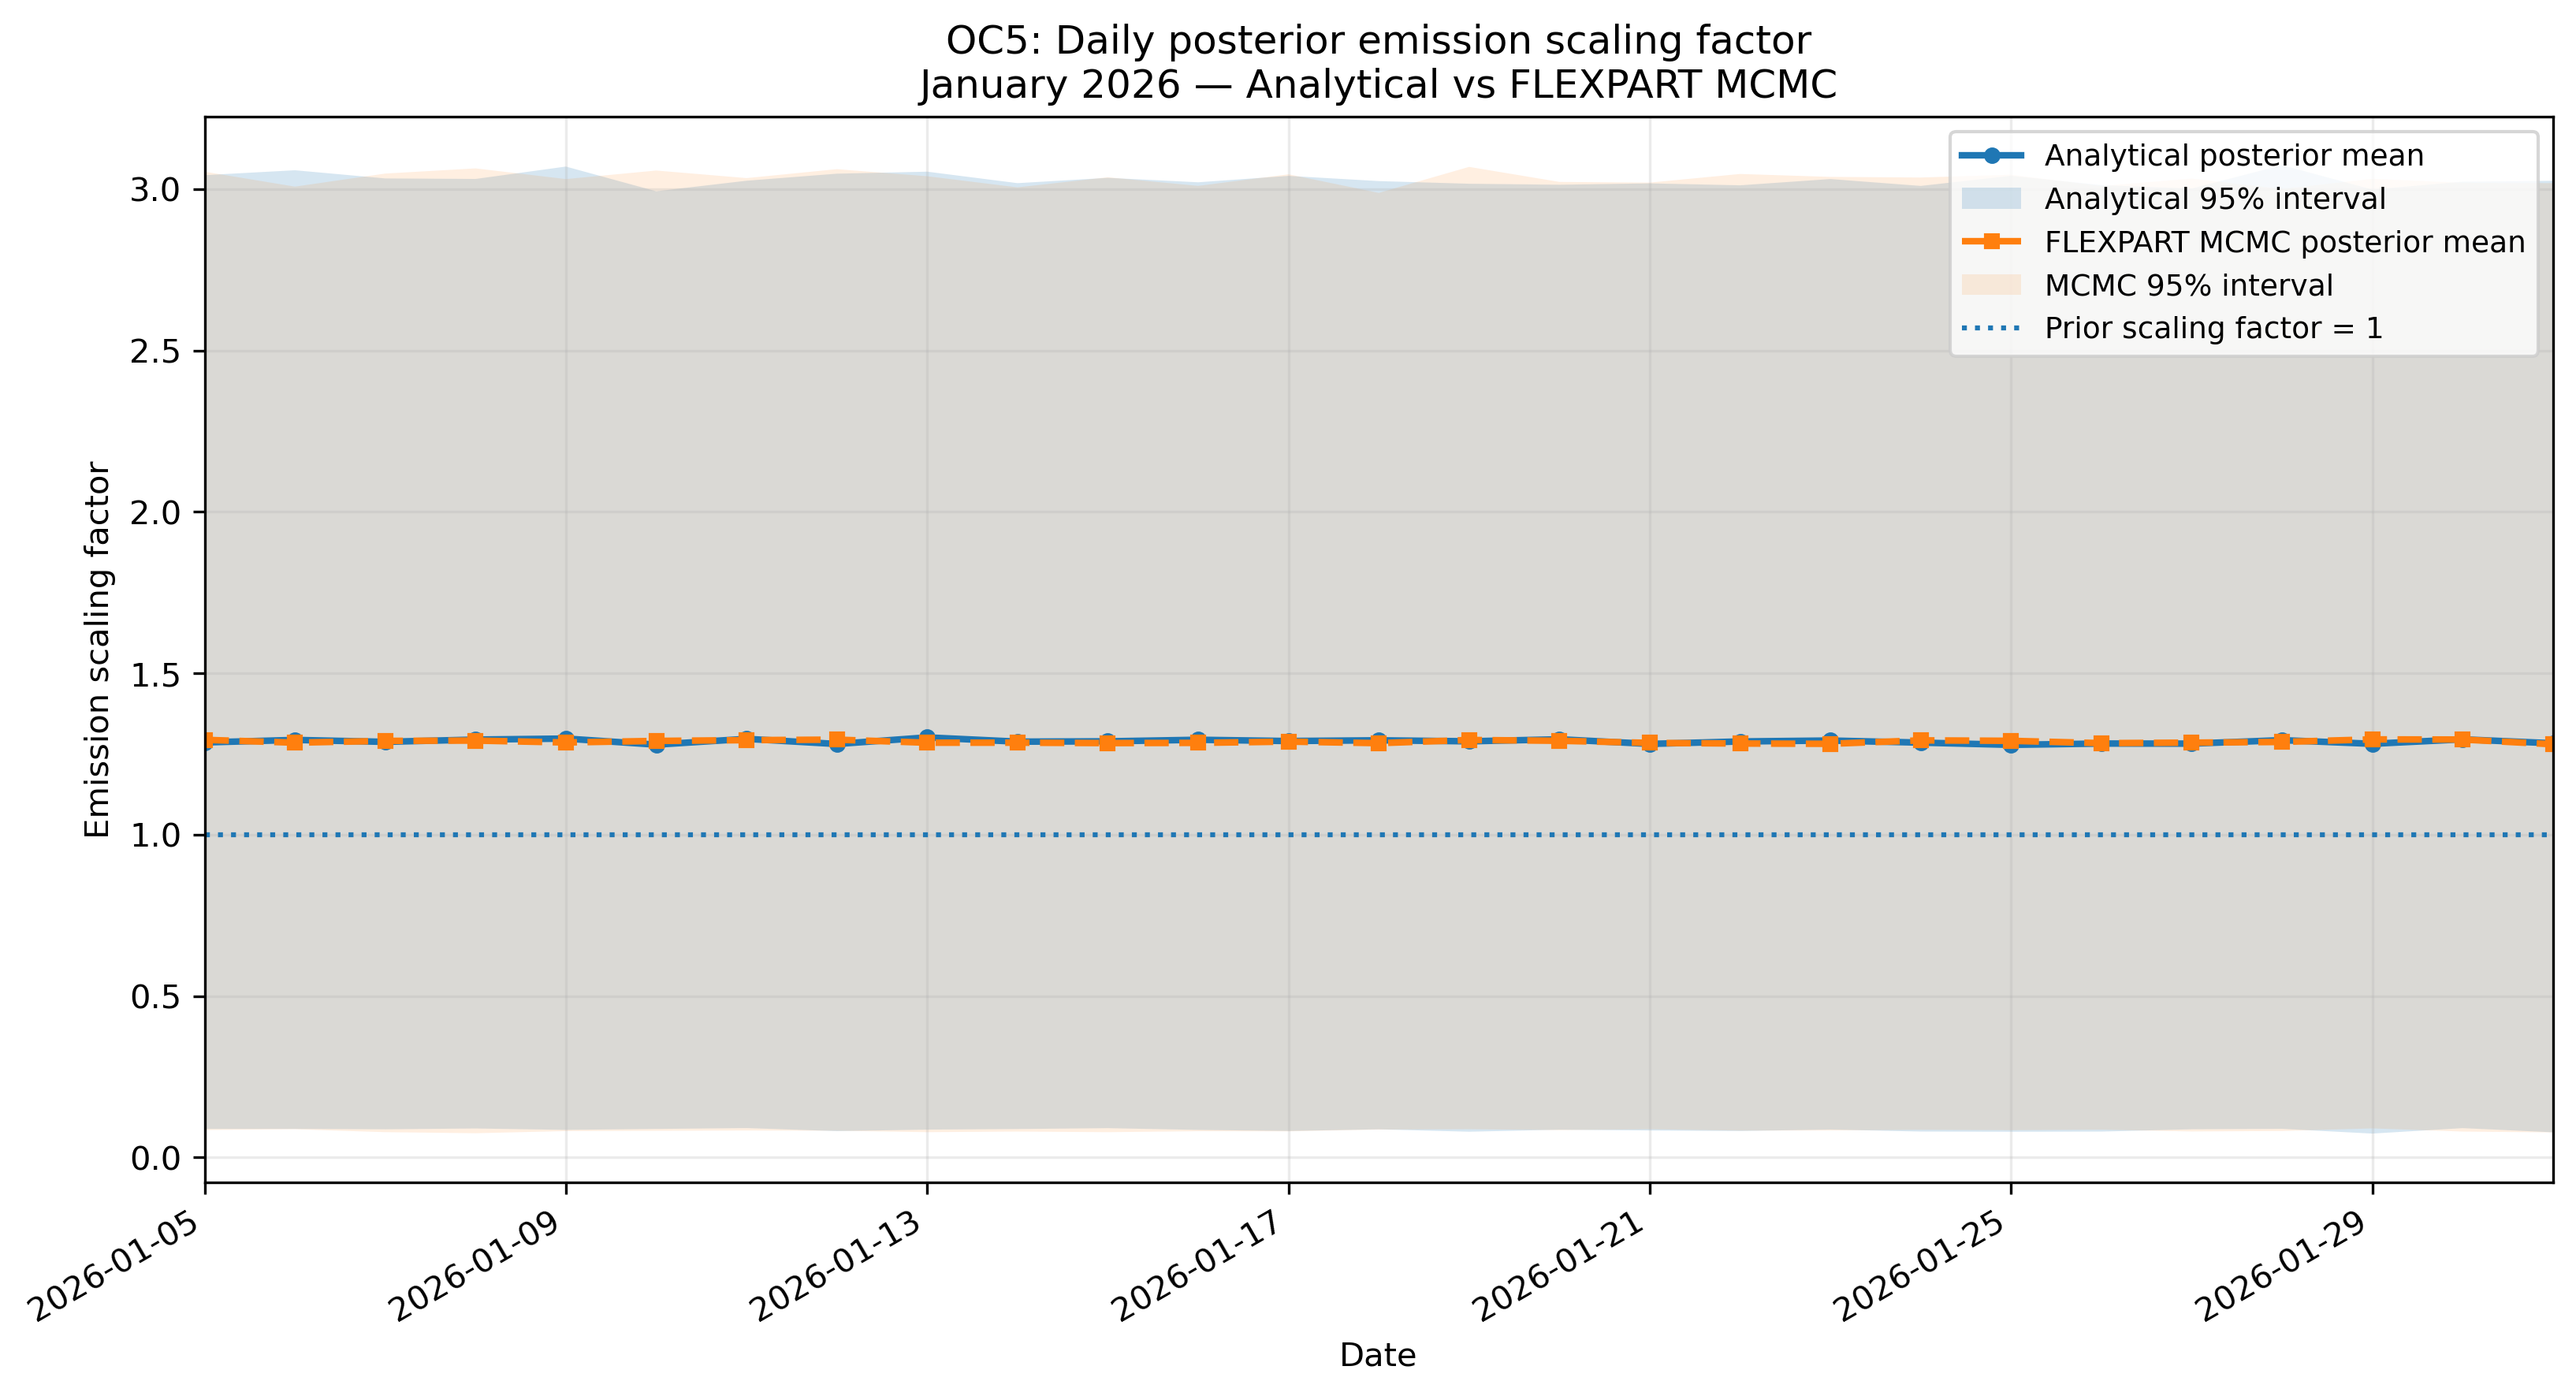 OC5: Daily posterior emission scaling factor
January 2026 — Analytical vs FLEXPART MCMC
Analytical posterior mean
Analytical 95% interval
FLEXPART MCMC posterior mean
MCMC 95% interval
Prior scaling factor = 1
Emission scaling factor
3.0
2.5
2.0
1.5
1.0
0.5
0.0
2026-01-05
2026-01-09
2026-01-13
2026-01-17
2026-01-21
2026-01-25
2026-01-29
Date